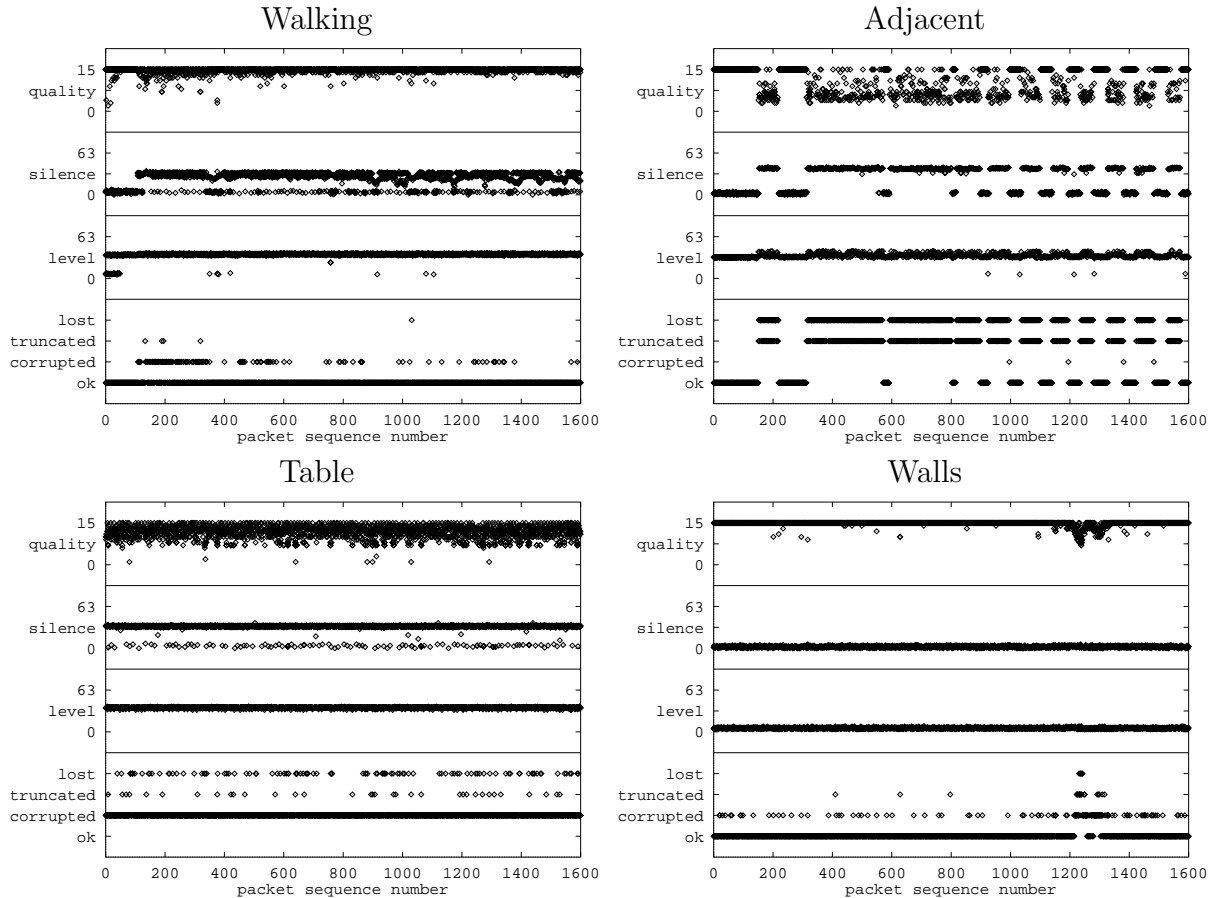 Walking
Adjacent
15
quality
0
63
silence
0
63
level
0
lost
truncated
corrupted
ok
0 200 400 600 800 1000 1200 1400 1600
packet sequence number
15
quality
0
63
silence
0
63
level
0
lost
truncated
corrupted
ok
0 200 400 600 800 1000 1200 1400 1600
packet sequence number
Table
Walls
15
quality
0
63
silence
0
63
level
0
lost
truncated
corrupted
ok
0 200 400 600 800 1000 1200 1400 1600
packet sequence number
15
quality
0
63
silence
0
63
level
0
lost
truncated
corrupted
ok
0 200 400 600 800 1000 1200 1400 1600
packet sequence number